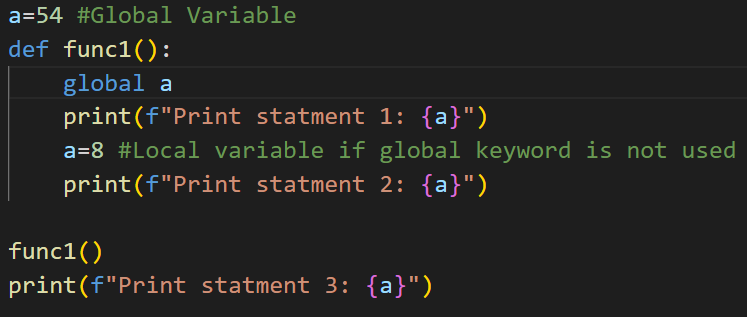 a=54 #Global Variable
def func1():
    global a
    print(f"Print statment 1: {a}")
    a=8 #Local variable if global keyword is not used
    print(f"Print statment 2: {a}")

func1()
print(f"Print statment 3: {a}")